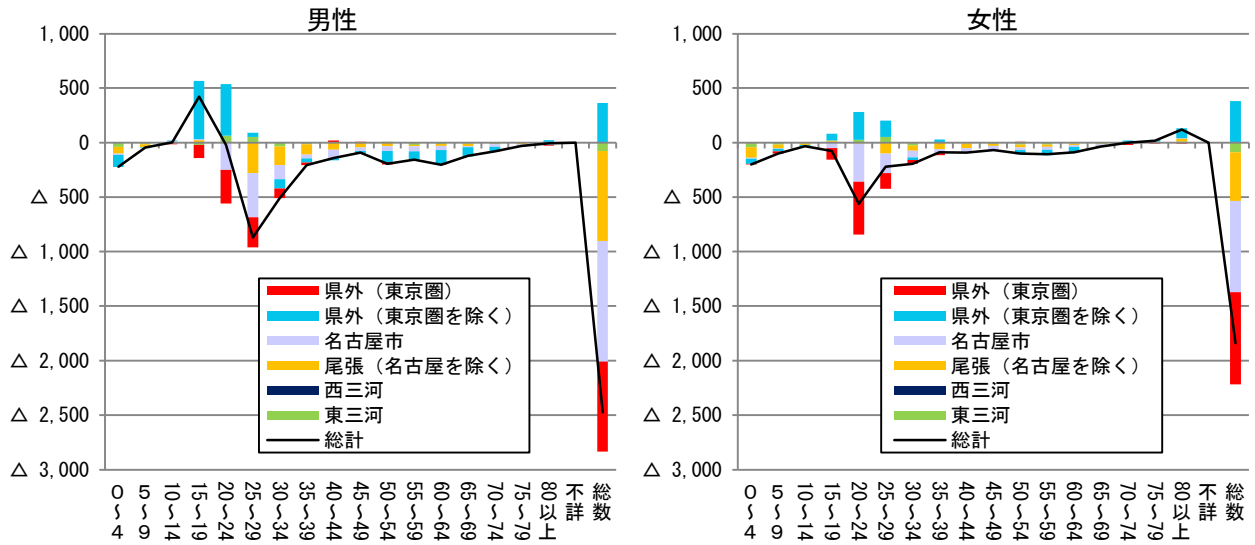 男性
1,000
500
0
△ 500
△ 1,000
△ 1,500
△ 2,000
△ 2,500
△ 3,000
県外（東京圏）
県外（東京圏を除く）
名古屋市
尾張（名古屋を除く）
西三河
東三河
総計
0～4
5～9
10～14
15～19
20～24
25～29
30～34
35～39
40～44
45～49
50～54
55～59
60～64
65～69
70～74
75～79
80以上
不詳
総数
女性
1,000
500
0
△ 500
△ 1,000
△ 1,500
△ 2,000
△ 2,500
△ 3,000
県外（東京圏）
県外（東京圏を除く）
名古屋市
尾張（名古屋を除く）
西三河
東三河
総計
0～4
5～9
10～14
15～19
20～24
25～29
30～34
35～39
40～44
45～49
50～54
55～59
60～64
65～69
70～74
75～79
80以上
不詳
総数